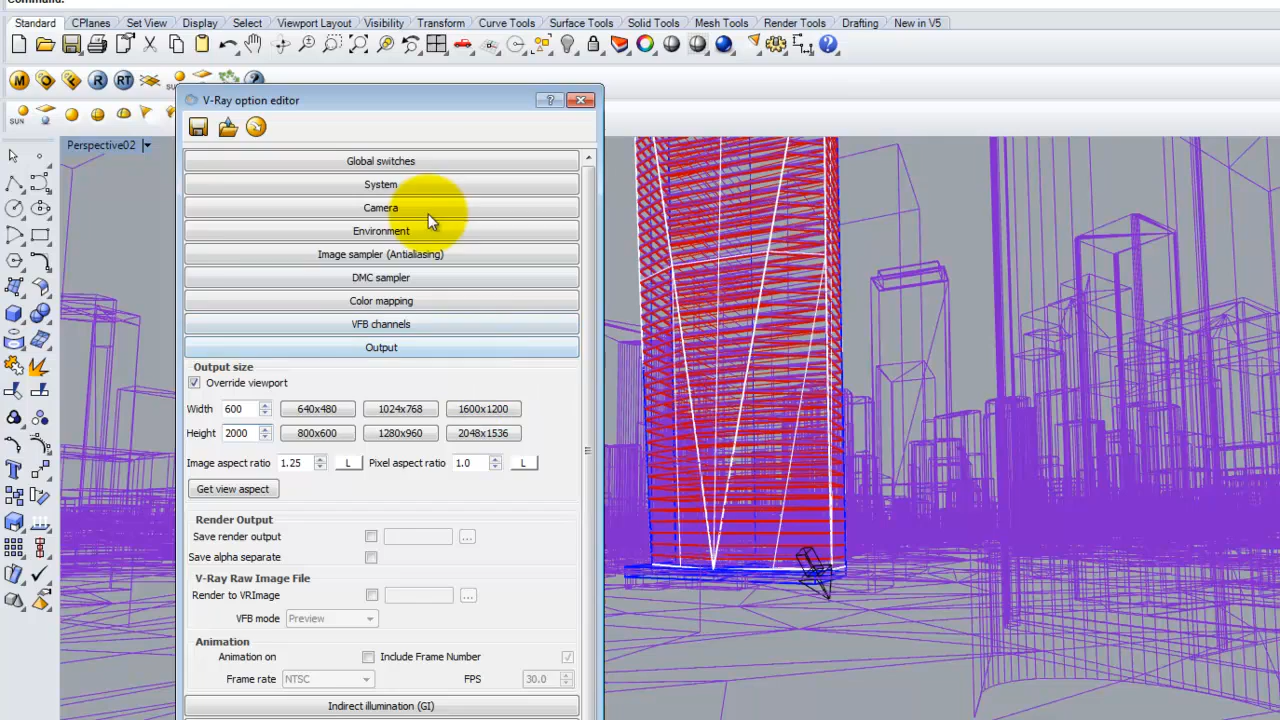 Command:
Standard CPlanes Set View Display Select Viewport Layout Visibility Transform Curve Tools Surface Tools Solid Tools Mesh Tools Render Tools Drafting New in V5
M R RT
SUN
V-Ray option editor
SUN
Perspective02
Global switches
System
Camera
Environment
Image sampler (Antialiasing)
DMC sampler
Color mapping
VFB channels
Output
Output size
Override viewport
Width 600 640x480 1024x768 1600x1200
Height 2000 800x600 1280x960 2048x1536
Image aspect ratio 1.25 L Pixel aspect ratio 1.0 L
Get view aspect
Render Output
Save render output ...
Save alpha separate
V-Ray Raw Image File
Render to VRImage ...
VFB mode Preview
Animation
Animation on Include Frame Number
Frame rate NTSC FPS 30.0
Indirect illumination (GI)